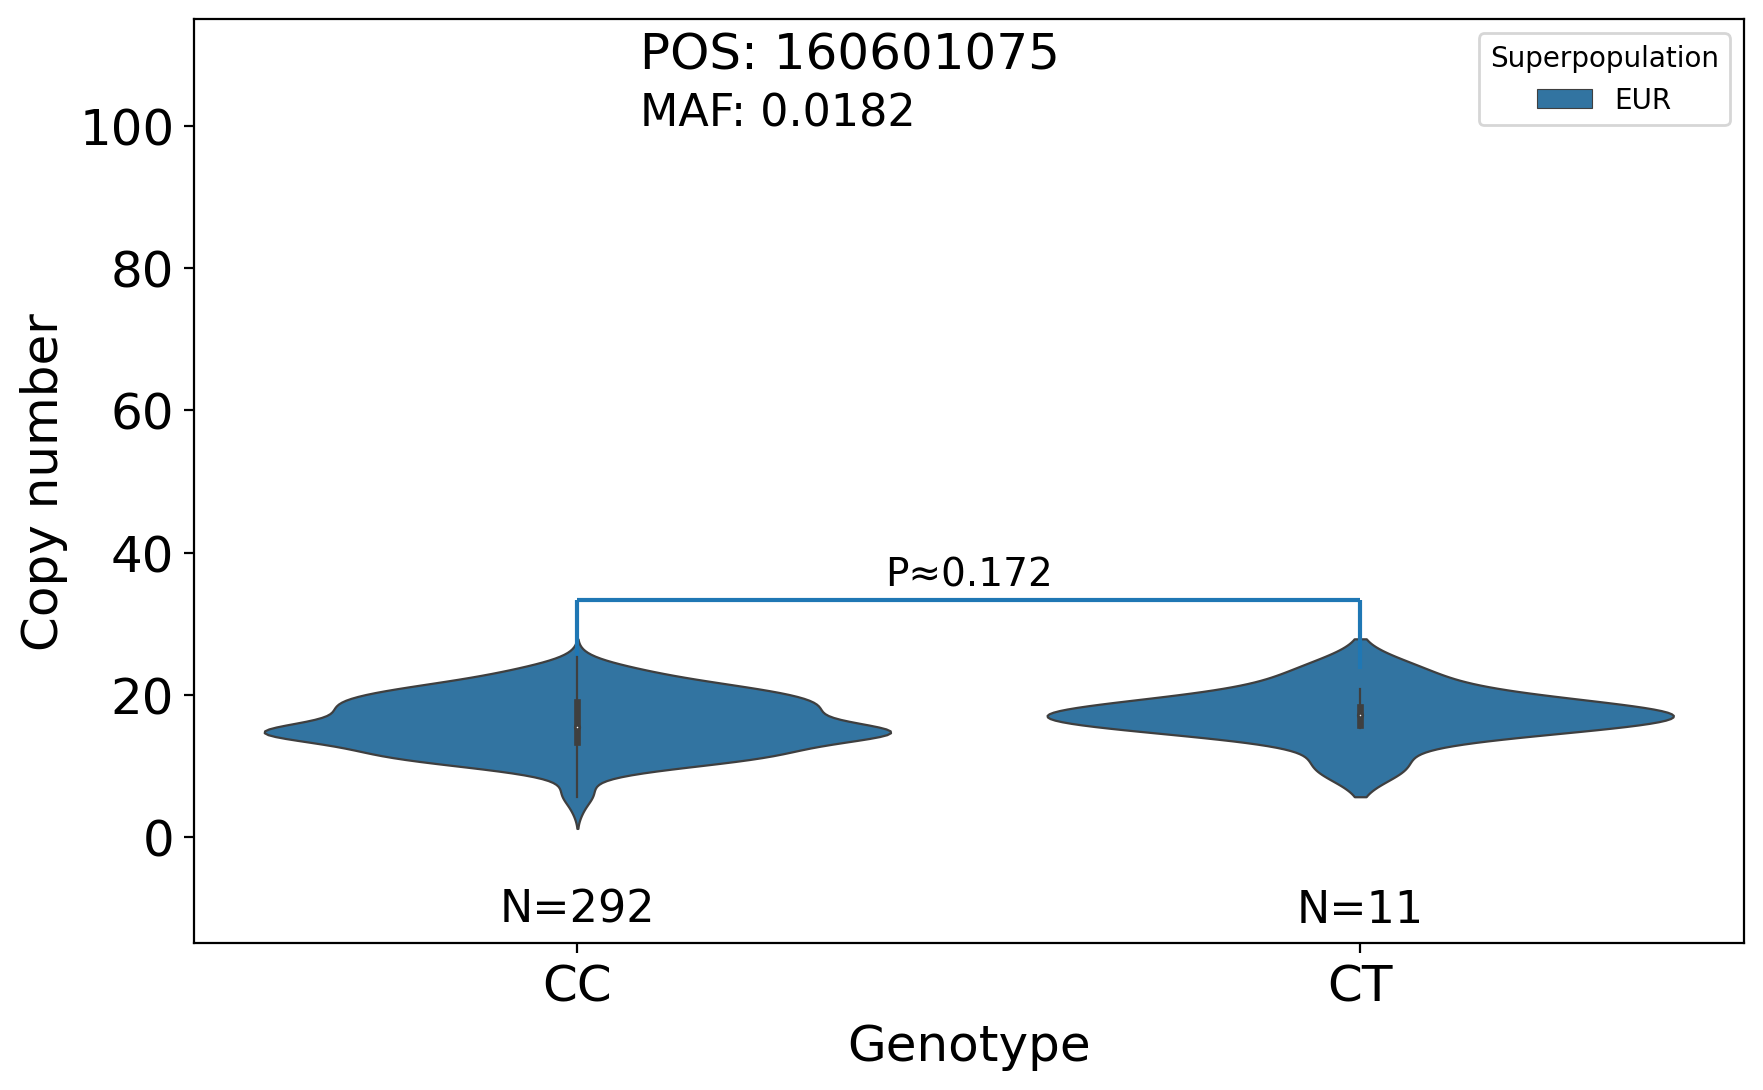 POS: 160601075
MAF: 0.0182
Superpopulation
EUR
Copy number
100
80
60
40
20
0
P≈0.172
N=292
N=11
CC
CT
Genotype